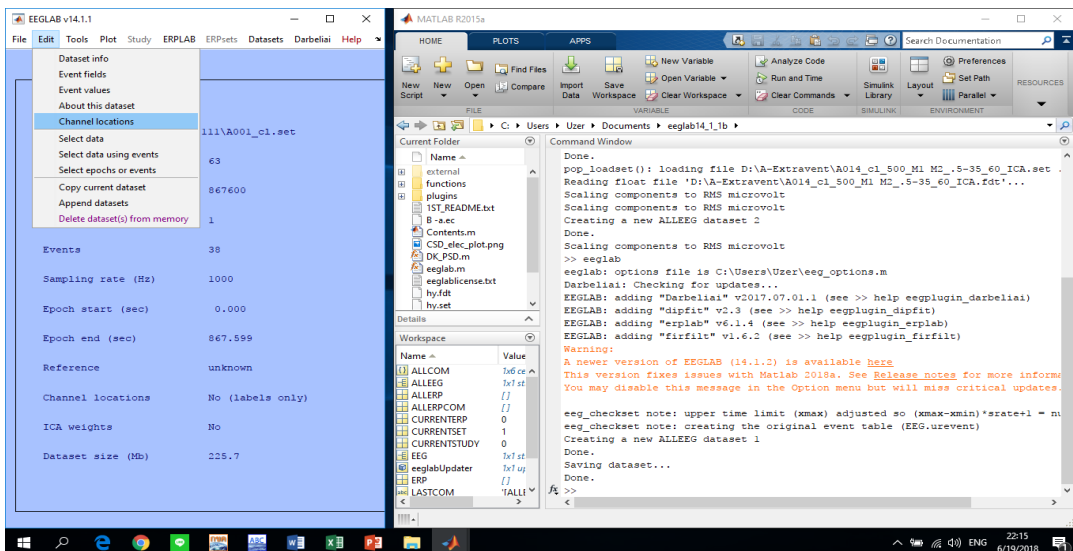 EEGLAB v14.1.1
File Edit Tools Plot Study ERPLAB ERPsets Datasets Darbeliai Help
Dataset info
Event fields
Event values
About this dataset
Channel locations
Select data
Select data using events
Select epochs or events
Copy current dataset
Append datasets
Delete dataset(s) from memory
lll\A001_c1.set
63
867600
1
Events 38
Sampling rate (Hz) 1000
Epoch start (sec) 0.000
Epoch end (sec) 867.599
Reference unknown
Channel locations No (labels only)
ICA weights No
Dataset size (Mb) 225.7
MATLAB R2015a
HOME PLOTS APPS
Search Documentation
New Script
New
Open
Find Files
Compare
Import Data
Save Workspace
New Variable
Open Variable
Clear Workspace
Analyze Code
Run and Time
Clear Commands
Simulink Library
Layout
Preferences
Set Path
Parallel
RESOURCES
FILE VARIABLE CODE SIMULINK ENVIRONMENT
C: Users Uzer Documents eeglab14_1_1b
Current Folder
Name
external
functions
plugins
1ST_README.txt
B -a.ec
Contents.m
CSD_elec_plot.png
DK_PSD.m
eeglab.m
eeglablicense.txt
hy.fdt
hy.set
Details
Workspace
Name Value
ALLCOM 1x6 ce
ALLEEG 1x1 st
ALLERP []
ALLERPCOM []
CURRENTERP 0
CURRENTSET 1
CURRENTSTUDY 0
EEG 1x1 st
eeglabUpdater 1x1 up
ERP []
LASTCOM 'TALLE
Command Window
Done.
pop_loadset(): loading file D:\A-Extravent\A014_c1_500_M1 M2_.5-35_60_ICA.set .
Reading float file 'D:\A-Extravent\A014_c1_500_M1 M2_.5-35_60_ICA.fdt'...
Scaling components to RMS microvolt
Scaling components to RMS microvolt
Creating a new ALLEEG dataset 2
Done.
Scaling components to RMS microvolt
>> eeglab
eeglab: options file is C:\Users\Uzer\eeg_options.m
Darbeliai: Checking for updates...
EEGLAB: adding "Darbeliai" v2017.07.01.1 (see >> help eegplugin_darbeliai)
EEGLAB: adding "dipfit" v2.3 (see >> help eegplugin_dipfit)
EEGLAB: adding "erplab" v6.1.4 (see >> help eegplugin_erplab)
EEGLAB: adding "firfilt" v1.6.2 (see >> help eegplugin_firfilt)
Warning:
A newer version of EEGLAB (14.1.2) is available here
This version fixes issues with Matlab 2018a. See Release notes for more informa
You may disable this message in the Option menu but will miss critical updates.
eeg_checkset note: upper time limit (xmax) adjusted so (xmax-xmin)*srate+1 = nu
eeg_checkset note: creating the original event table (EEG.urevent)
Creating a new ALLEEG dataset 1
Done.
Saving dataset...
Done.
fx >>
ENG
22:15
6/19/2018